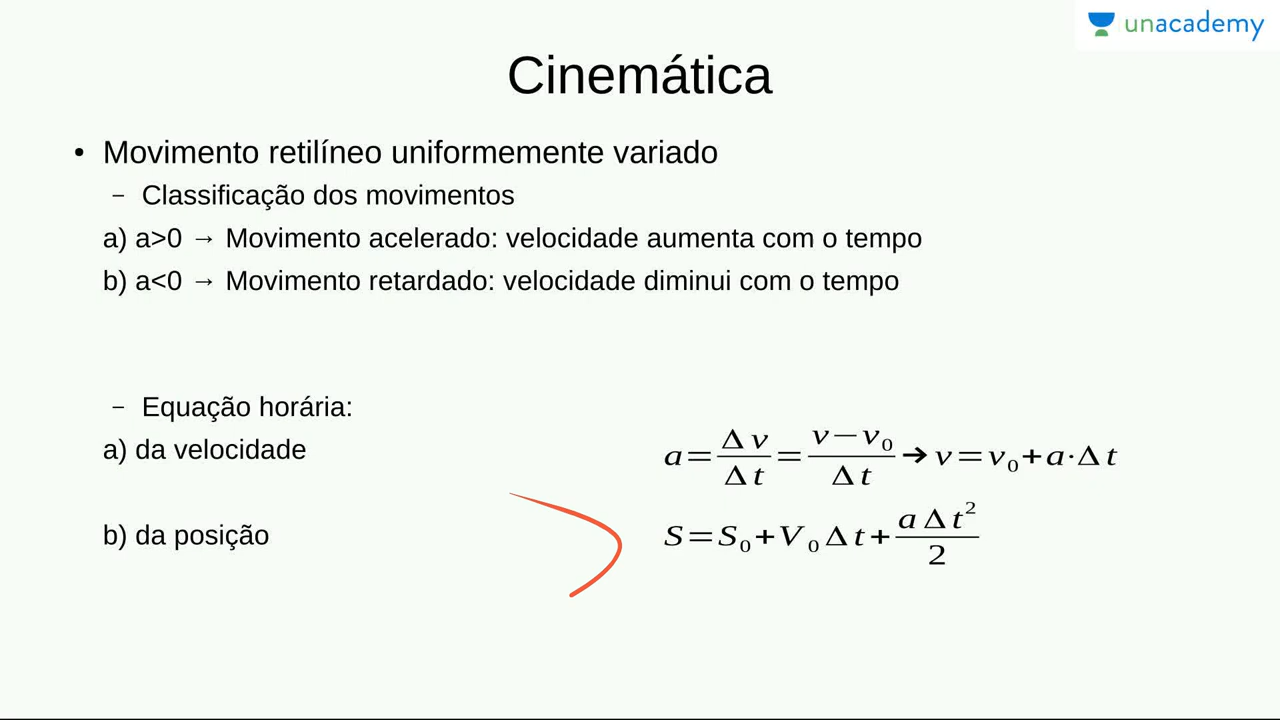 unacademy
Cinemática
• Movimento retilíneo uniformemente variado
– Classificação dos movimentos
a) a>0 → Movimento acelerado: velocidade aumenta com o tempo
b) a<0 → Movimento retardado: velocidade diminui com o tempo
– Equação horária:
a) da velocidade a=Δv/Δt=(v−v₀)/Δt→v=v₀+a·Δt
b) da posição S=S₀+V₀Δt+aΔt²/2